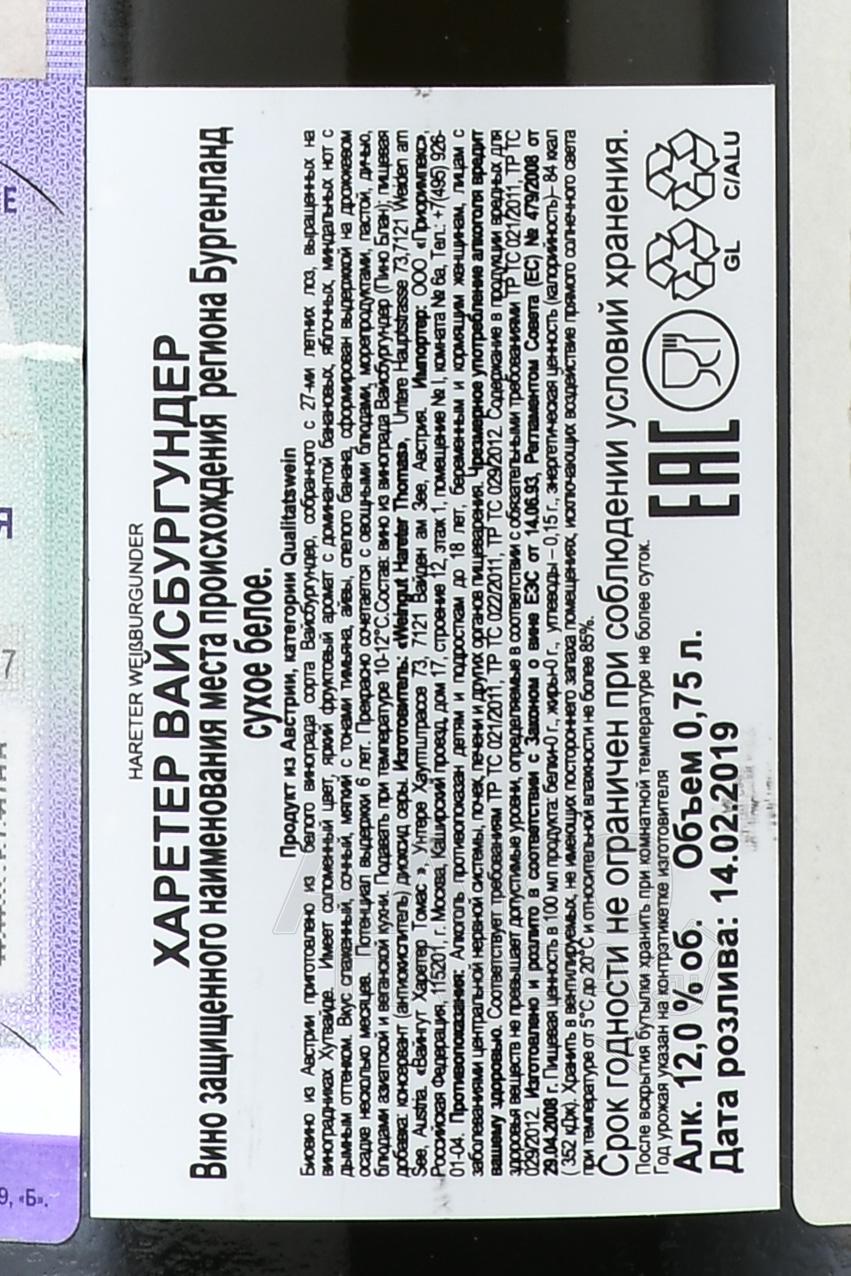 HARETER WEIßBURGUNDER
ХАРЕТЕР ВАЙСБУРГУНДЕР
Вино защищенного наименования места происхождения региона Бургенланд
сухое белое.
Продукт из Австрии, категории Qualitatswein
Биовино из Австрии приготовлено из белого винограда сорта Вайсбургундер, собранного с 27-ми летних лоз, выращенных на
виноградниках Хутвайде. Имеет соломенный цвет, яркий фруктовый аромат с доминантой банановых, яблочных, миндальных нот с
дымным оттенком. Вкус слаженный, сочный, мягкий с тонами тимьяна, айвы, спелого банана, сформирован выдержкой на дрожжевом
осадке несколько месяцев. Потенциал выдержки 6 лет. Прекрасно сочетается с овощными блюдами, морепродуктами, пастой, дичью,
блюдами азиатской и веганской кухни. Подавать при температуре 10-12°С.Состав: вино из винограда Вайсбургундер (Пино Блан); пищевая
добавка: консервант (антиокислитель) диоксид серы. Изготовитель: «Weingut Hareter Thomas», Untere Hauptstrasse 73,7121 Weiden am
See, Austria. «Вайнгут Харетер Томас », Унтере Хауптштрассе 73, 7121 Вайден ам Зее, Австрия. Импортер: ООО «Приоримпекс»,
Российская Федерация, 115201, г. Москва, Каширский проезд, дом 17, строение 12, этаж 1, помещение № I, комната № 6а, Тел.: +7(495) 926-
01-04. Противопоказания: Алкоголь противопоказан детям и подросткам до 18 лет, беременным и кормящим женщинам, лицам с
заболеваниями центральной нервной системы, почек, печени и других органов пищеварения. Чрезмерное употребление алкоголя вредит
вашему здоровью. Соответствует требованиям ТР ТС 021/2011, ТР ТС 022/2011, ТР ТС 029/2012. Содержание в продукции вредных для
здоровья веществ не превышает допустимые уровни, определяемые в соответствии с обязательными требованиями ТР ТС 021/2011, ТР ТС
029/2012. Изготовлено и розлито в соответствии с Законом о вине ЕЭС от 14.06.93, Регламентом Совета (ЕС) № 479/2008 от
29.04.2008 г. Пищевая ценность в 100 мл продукта: белки-0 г., жиры-0 г., углеводы – 0,15 г., энергетическая ценность (калорийность)– 84 ккал
( 352 кДж). Хранить в вентилируемых, не имеющих постороннего запаха помещениях, исключающих воздействие прямого солнечного света
при температуре от 5°С до 20°С и относительной влажности не более 85%.
Срок годности не ограничен при соблюдении условий хранения.
После вскрытия бутылки хранить при комнатной температуре не более суток.
Год урожая указан на контрэтикетке изготовителя
Алк. 12,0 % об. Объем 0,75 л.
Дата розлива: 14.02.2019
EAC
GL C/ALU
9, «Б».
7
Е
Я